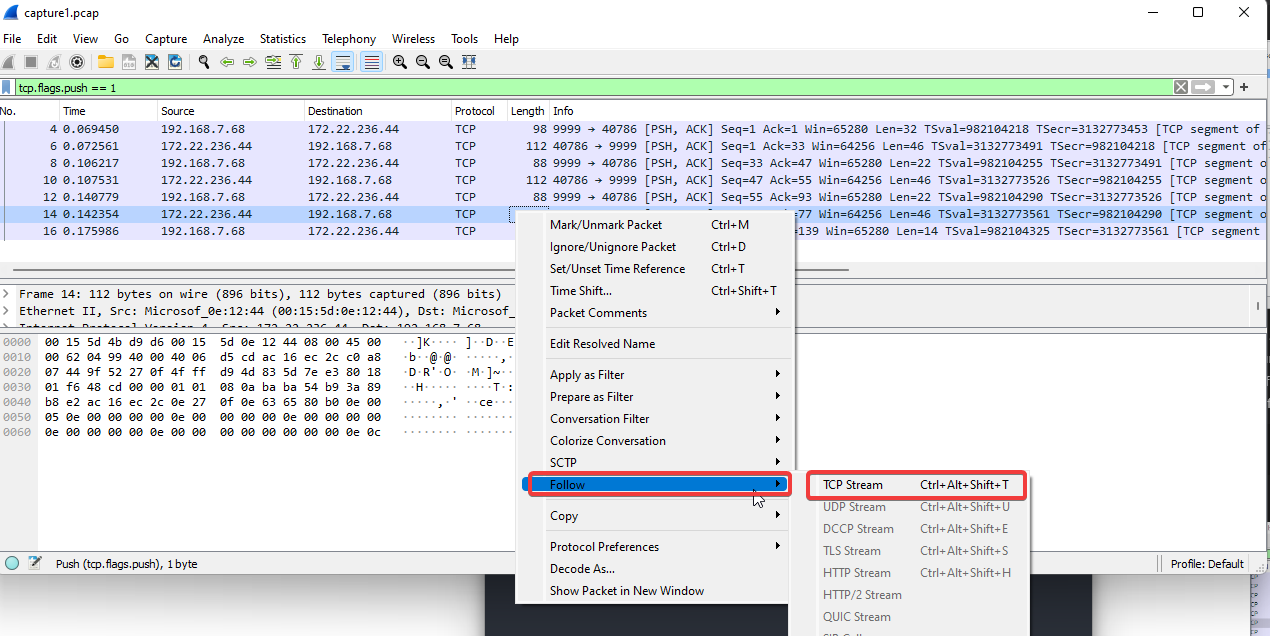 capture1.pcap
File Edit View Go Capture Analyze Statistics Telephony Wireless Tools Help
tcp.flags.push == 1
No. Time Source Destination Protocol Length Info
4 0.069450 192.168.7.68 172.22.236.44 TCP 98 9999 → 40786 [PSH, ACK] Seq=1 Ack=1 Win=65280 Len=32 TSval=982104218 TSecr=3132773453 [TCP segment of
6 0.072561 172.22.236.44 192.168.7.68 TCP 112 40786 → 9999 [PSH, ACK] Seq=1 Ack=33 Win=64256 Len=46 TSval=3132773491 TSecr=982104218 [TCP segment of
8 0.106217 192.168.7.68 172.22.236.44 TCP 88 9999 → 40786 [PSH, ACK] Seq=33 Ack=47 Win=65280 Len=22 TSval=982104255 TSecr=3132773491 [TCP segment of
10 0.107531 172.22.236.44 192.168.7.68 TCP 112 40786 → 9999 [PSH, ACK] Seq=47 Ack=55 Win=64256 Len=46 TSval=3132773526 TSecr=982104255 [TCP segment of
12 0.140779 192.168.7.68 172.22.236.44 TCP 88 9999 → 40786 [PSH, ACK] Seq=55 Ack=93 Win=65280 Len=22 TSval=982104290 TSecr=3132773526 [TCP segment of
14 0.142354 172.22.236.44 192.168.7.68 TCP =77 Win=64256 Len=46 TSval=3132773561 TSecr=982104290 [TCP segment of
16 0.175986 192.168.7.68 172.22.236.44 TCP =139 Win=65280 Len=14 TSval=982104325 TSecr=3132773561 [TCP segment
Mark/Unmark Packet Ctrl+M
Ignore/Unignore Packet Ctrl+D
Set/Unset Time Reference Ctrl+T
Time Shift... Ctrl+Shift+T
Packet Comments
Edit Resolved Name
Apply as Filter
Prepare as Filter
Conversation Filter
Colorize Conversation
SCTP
Follow
Copy
Protocol Preferences
Decode As...
Show Packet in New Window
TCP Stream Ctrl+Alt+Shift+T
UDP Stream Ctrl+Alt+Shift+U
DCCP Stream Ctrl+Alt+Shift+E
TLS Stream Ctrl+Alt+Shift+S
HTTP Stream Ctrl+Alt+Shift+H
HTTP/2 Stream
QUIC Stream
Frame 14: 112 bytes on wire (896 bits), 112 bytes captured (896 bits)
Ethernet II, Src: Microsof_0e:12:44 (00:15:5d:0e:12:44), Dst: Microsof_
Internet Protocol Version 4, Src: 172.22.236.44, Dst: 192.168.7.68
0000 00 15 5d 4b d9 d6 00 15 5d 0e 12 44 08 00 45 00 ··]K····]··D··E·
0010 00 62 04 99 40 00 40 06 d5 cd ac 16 ec 2c c0 a8 ·b··@·@······,··
0020 07 44 9f 52 27 0f 4f ff d9 4d 83 5d 7e e3 80 18 ·D·R'·O··M·]~···
0030 01 f6 48 cd 00 00 01 01 08 0a ba ba 54 b9 3a 89 ··H·········T·:·
0040 b8 e2 ac 16 ec 2c 0e 27 0f 0e 63 65 80 b0 0e 00 ·····,·'··ce····
0050 05 0e 00 00 00 00 0e 00 00 00 00 00 0e 00 00 00 ················
0060 0e 00 00 00 00 0e 00 00 00 00 00 00 00 00 0e 0c ················
Push (tcp.flags.push), 1 byte Profile: Default